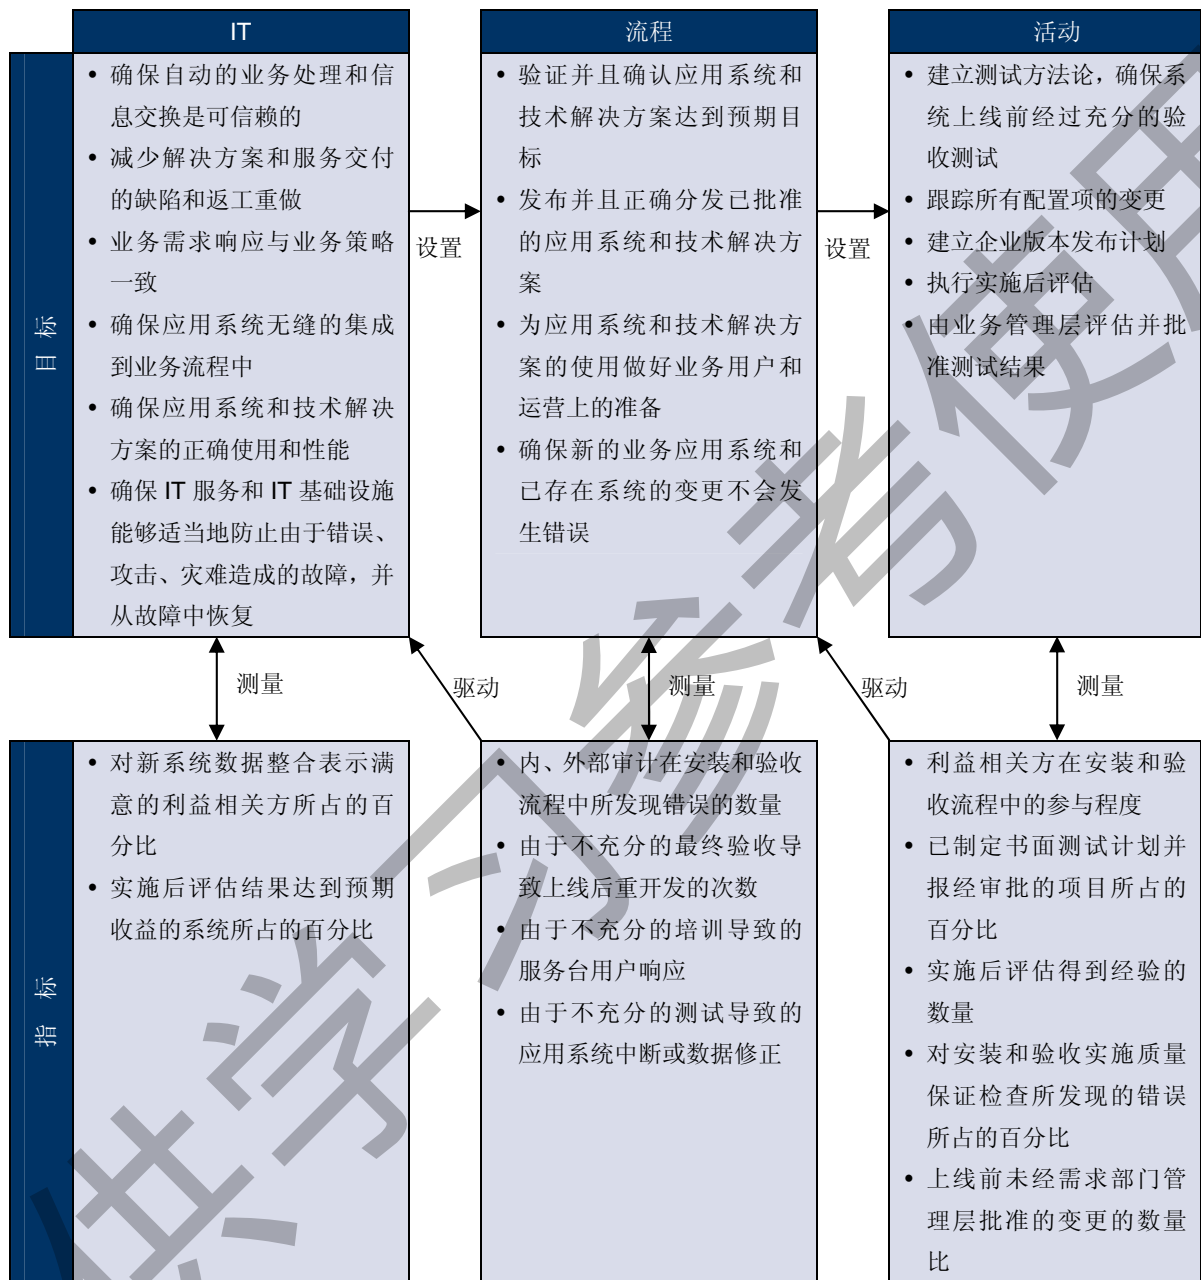 IT
流程
活动
目标
• 确保自动的业务处理和信
息交换是可信赖的
• 减少解决方案和服务交付
的缺陷和返工重做
• 业务需求响应与业务策略
一致
• 确保应用系统无缝的集成
到业务流程中
• 确保应用系统和技术解决
方案的正确使用和性能
• 确保 IT 服务和 IT 基础设施
能够适当地防止由于错误、
攻击、灾难造成的故障，并
从故障中恢复
设置
• 验证并且确认应用系统和
技术解决方案达到预期目
标
• 发布并且正确分发已批准
的应用系统和技术解决方
案
• 为应用系统和技术解决方
案的使用做好业务用户和
运营上的准备
• 确保新的业务应用系统和
已存在系统的变更不会发
生错误
设置
• 建立测试方法论，确保系
统上线前经过充分的验
收测试
• 跟踪所有配置项的变更
• 建立企业版本发布计划
• 执行实施后评估
• 由业务管理层评估并批
准测试结果
测量
驱动
测量
驱动
测量
指标
• 对新系统数据整合表示满
意的利益相关方所占的百
分比
• 实施后评估结果达到预期
收益的系统所占的百分比
• 内、外部审计在安装和验收
流程中所发现错误的数量
• 由于不充分的最终验收导
致上线后重开发的次数
• 由于不充分的培训导致的
服务台用户响应
• 由于不充分的测试导致的
应用系统中断或数据修正
• 利益相关方在安装和验
收流程中的参与程度
• 已制定书面测试计划并
报经审批的项目所占的
百分比
• 实施后评估得到经验的
数量
• 对安装和验收实施质量
保证检查所发现的错误
所占的百分比
• 上线前未经需求部门管
理层批准的变更的数量
比
供学习参考使用